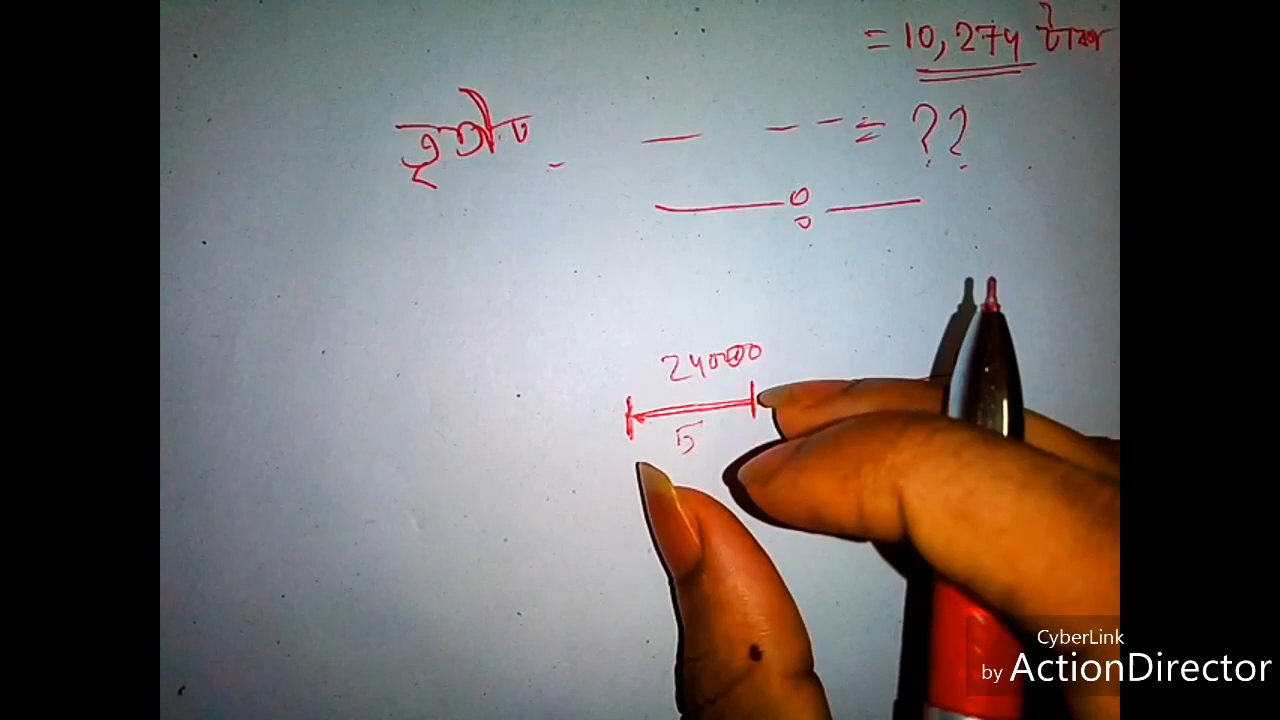 = 10,274 টাকা
তৃতীয় - — - - = ??
——°——
24000
5
CyberLink
by ActionDirector